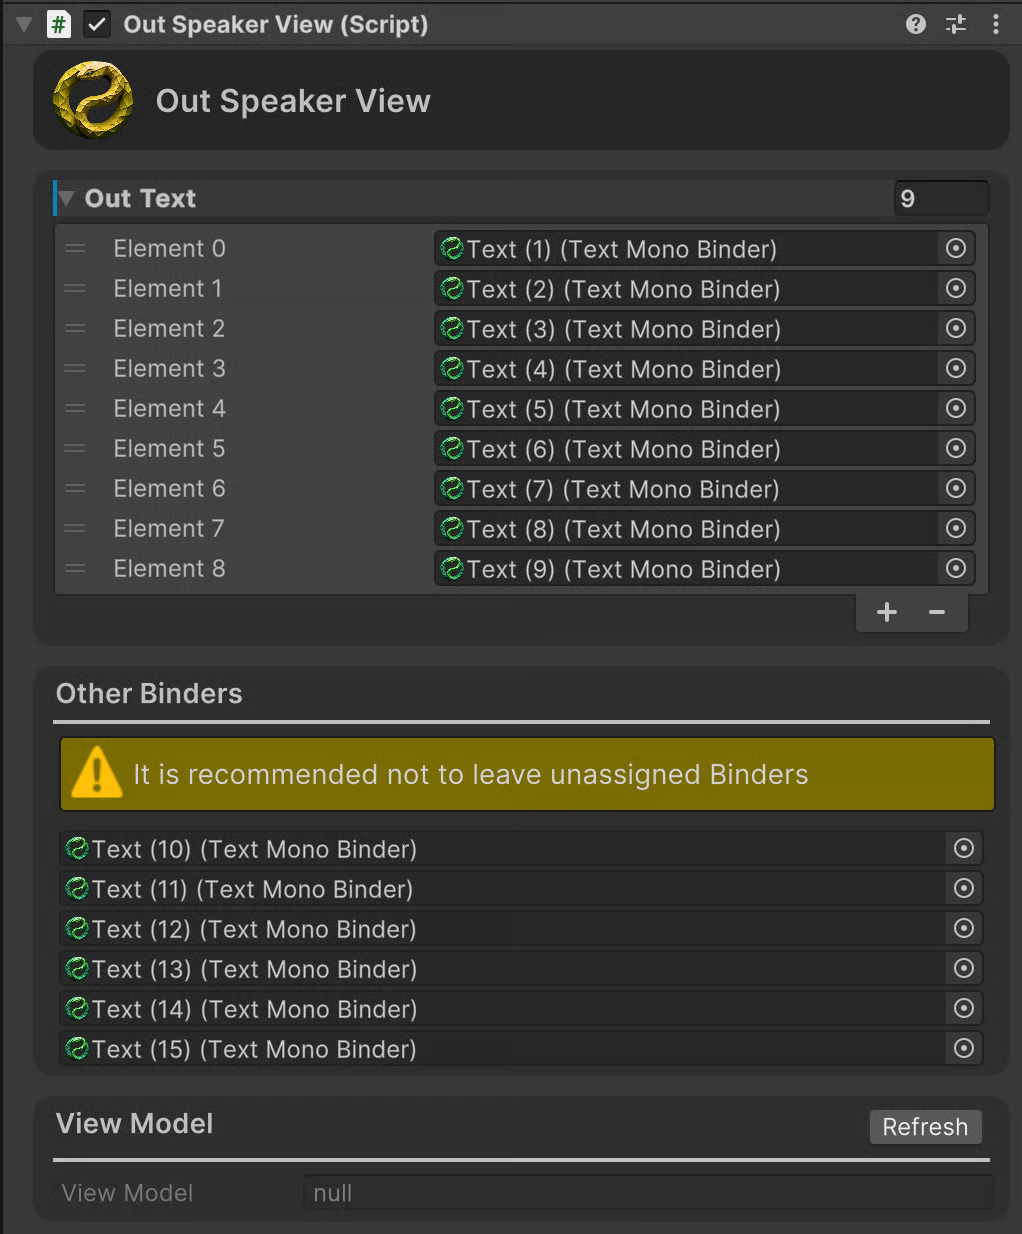 # Out Speaker View (Script)
Out Speaker View
Out Text 9
Element 0 Text (1) (Text Mono Binder)
Element 1 Text (2) (Text Mono Binder)
Element 2 Text (3) (Text Mono Binder)
Element 3 Text (4) (Text Mono Binder)
Element 4 Text (5) (Text Mono Binder)
Element 5 Text (6) (Text Mono Binder)
Element 6 Text (7) (Text Mono Binder)
Element 7 Text (8) (Text Mono Binder)
Element 8 Text (9) (Text Mono Binder)
Other Binders
It is recommended not to leave unassigned Binders
Text (10) (Text Mono Binder)
Text (11) (Text Mono Binder)
Text (12) (Text Mono Binder)
Text (13) (Text Mono Binder)
Text (14) (Text Mono Binder)
Text (15) (Text Mono Binder)
View Model Refresh
View Model null